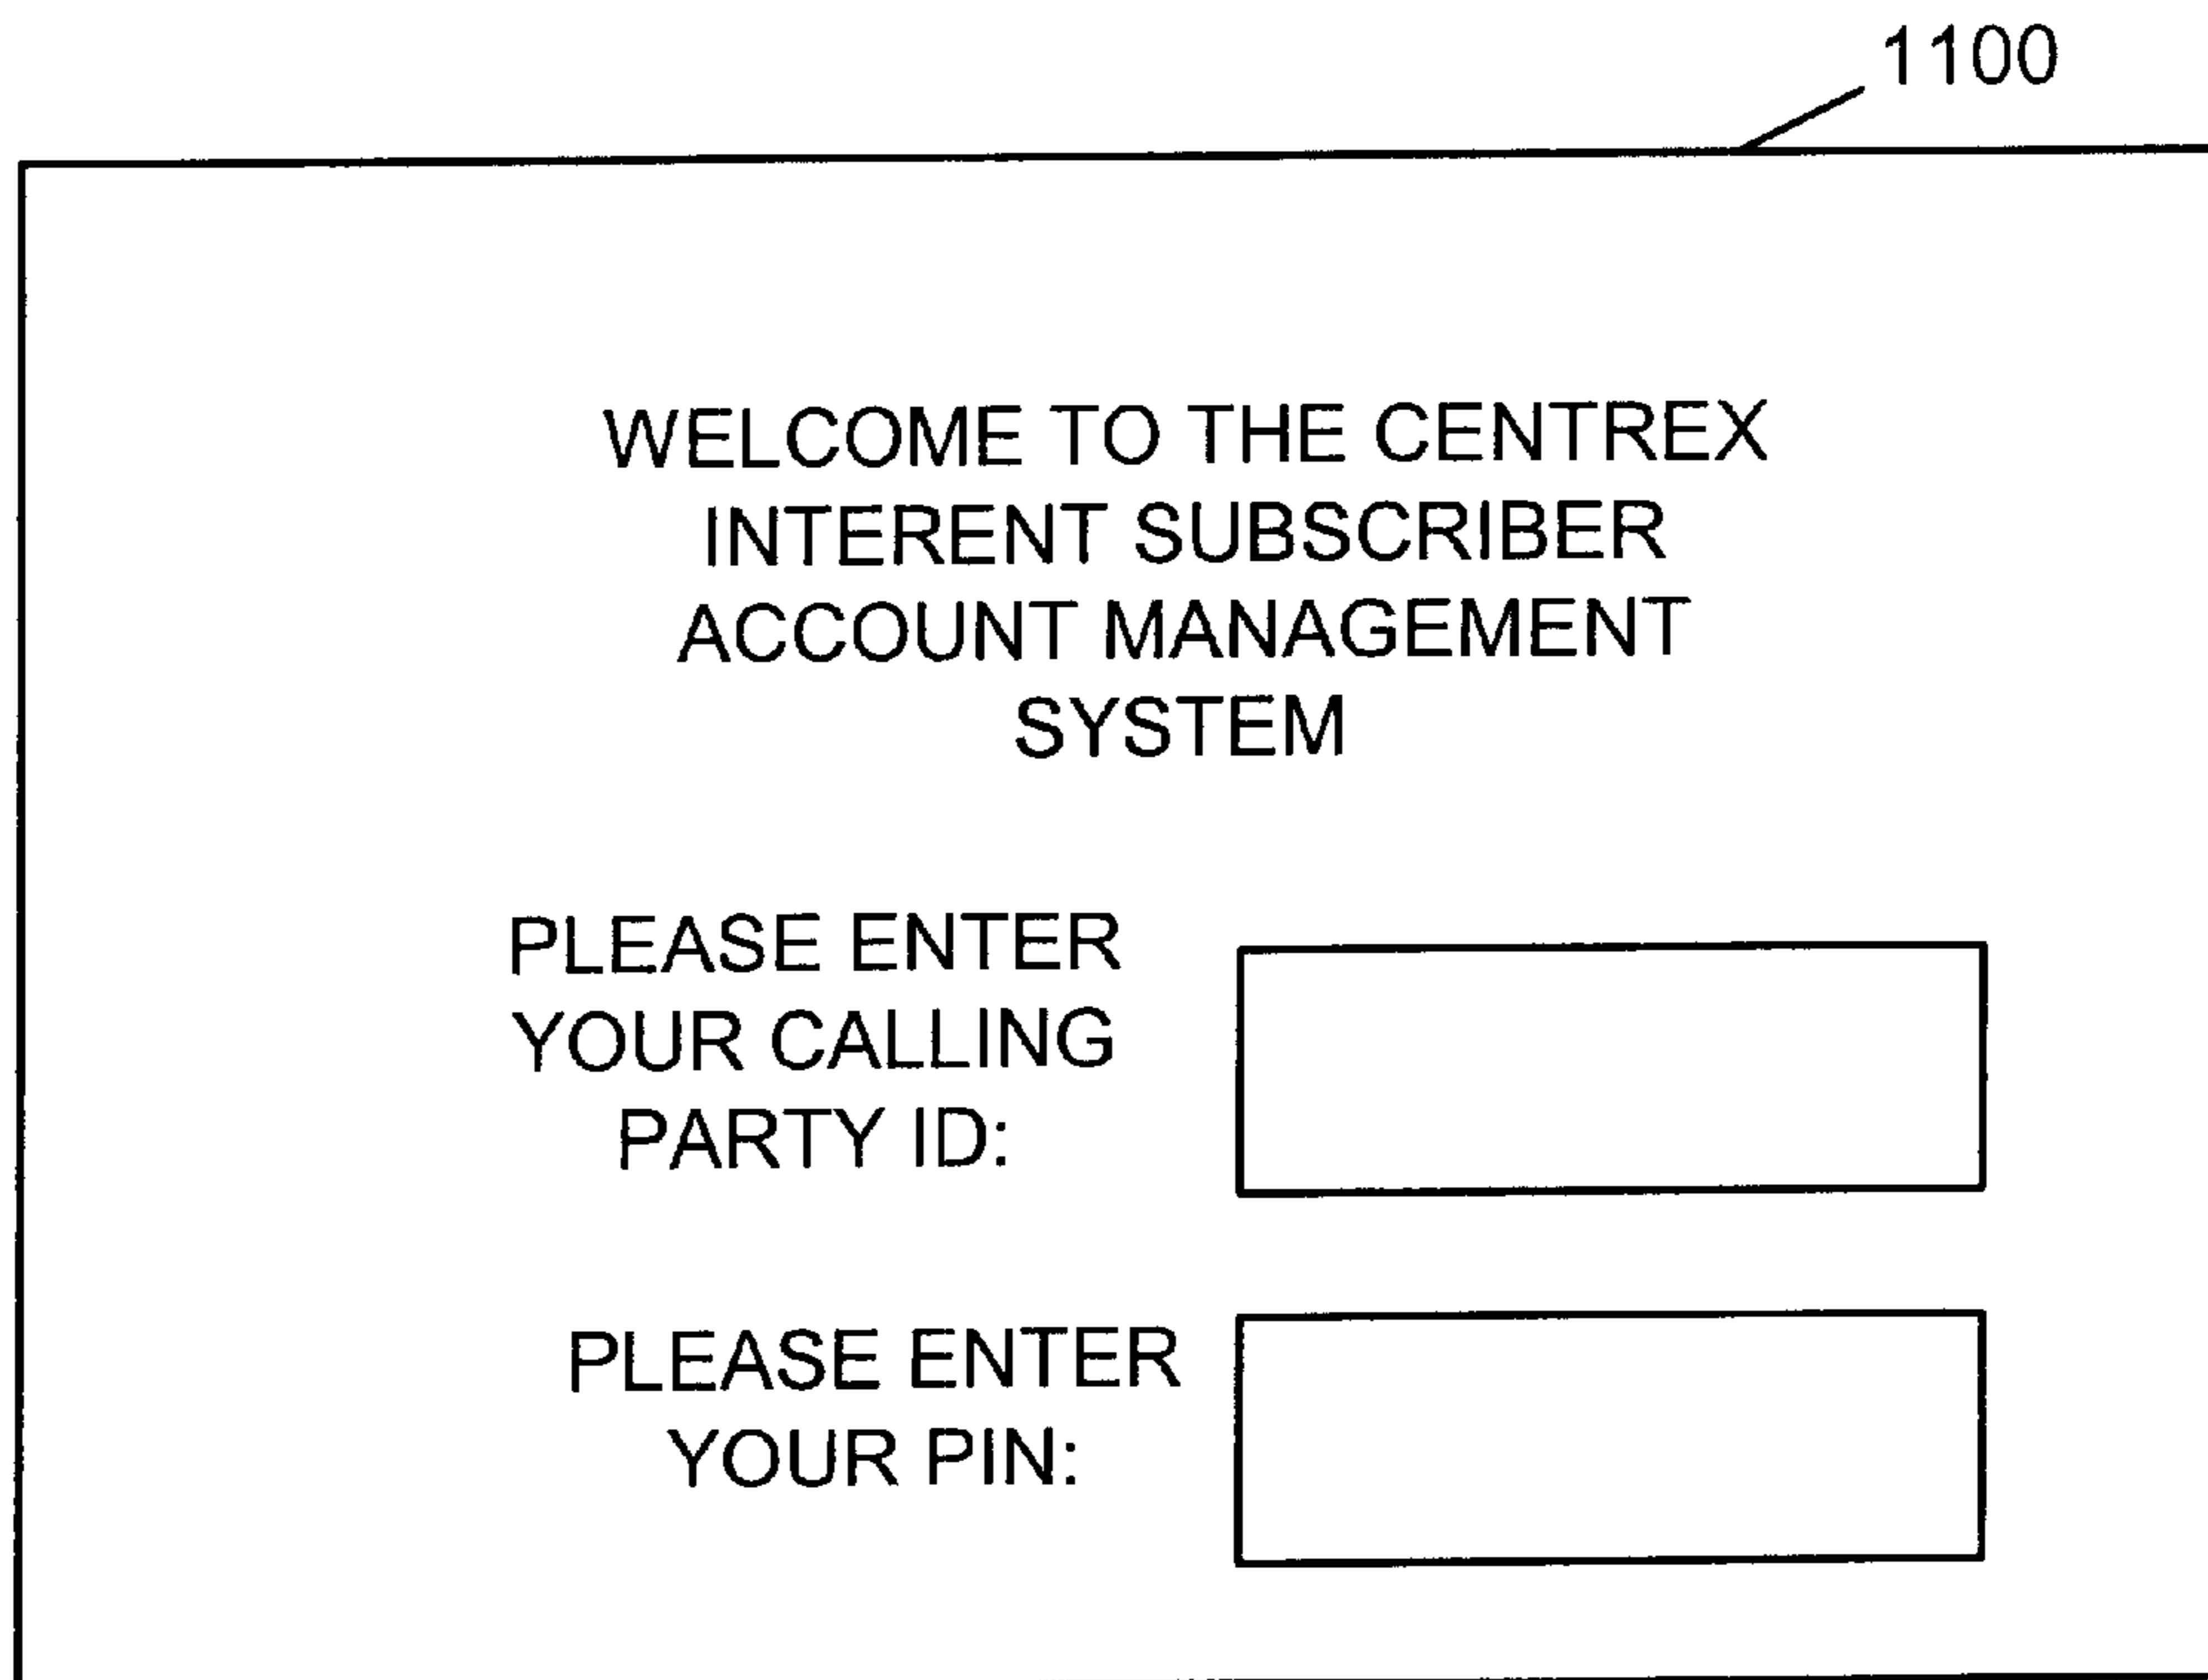 1100
WELCOME TO THE CENTREX
INTERENT SUBSCRIBER
ACCOUNT MANAGEMENT
SYSTEM
PLEASE ENTER
YOUR CALLING
PARTY ID:
PLEASE ENTER
YOUR PIN: